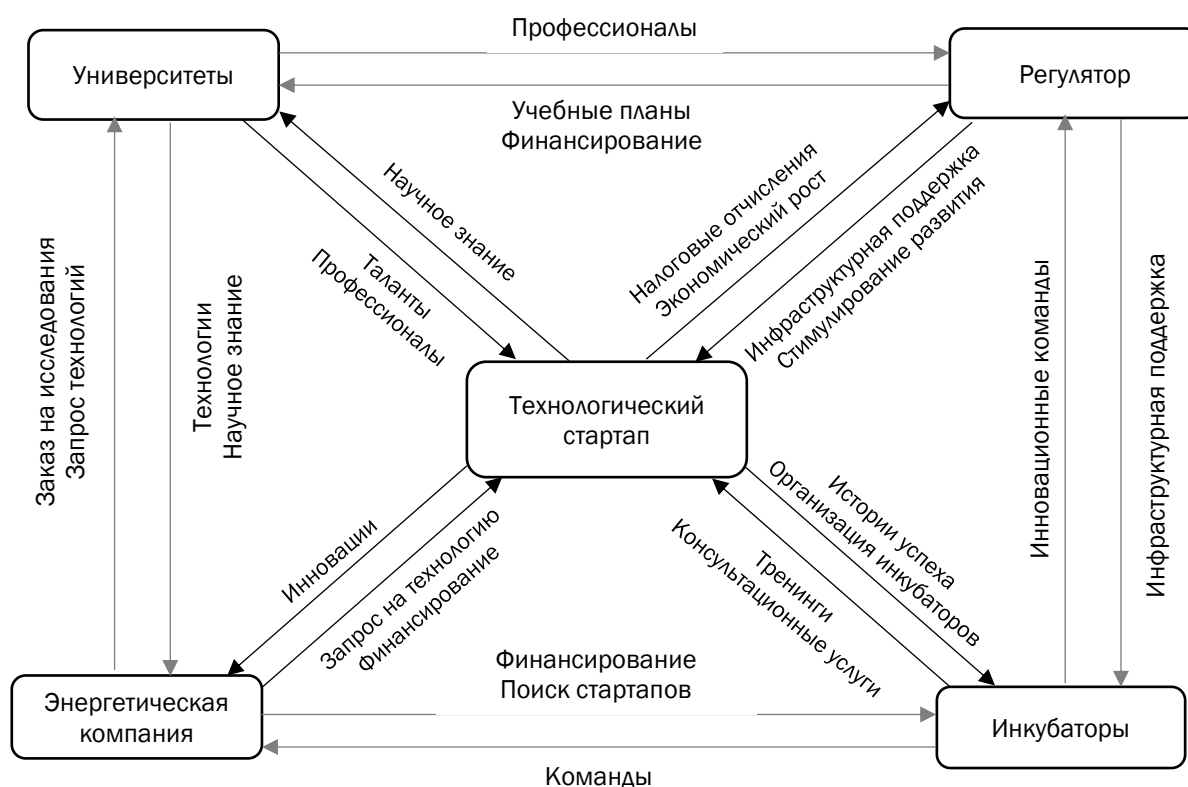 Профессионалы
Университеты
Регулятор
Учебные планы
Финансирование
Научное знание
Таланты
Профессионалы
Налоговые отчисления
Экономический рост
Инфраструктурная поддержка
Стимулирование развития
Заказ на исследования
Запрос технологий
Технологии
Научное знание
Технологический
стартап
Инновационные команды
Инфраструктурная поддержка
Инновации
Запрос на технологию
Финансирование
Истории успеха
Организация инкубаторов
Тренинги
Консультационные услуги
Энергетическая
компания
Финансирование
Поиск стартапов
Инкубаторы
Команды